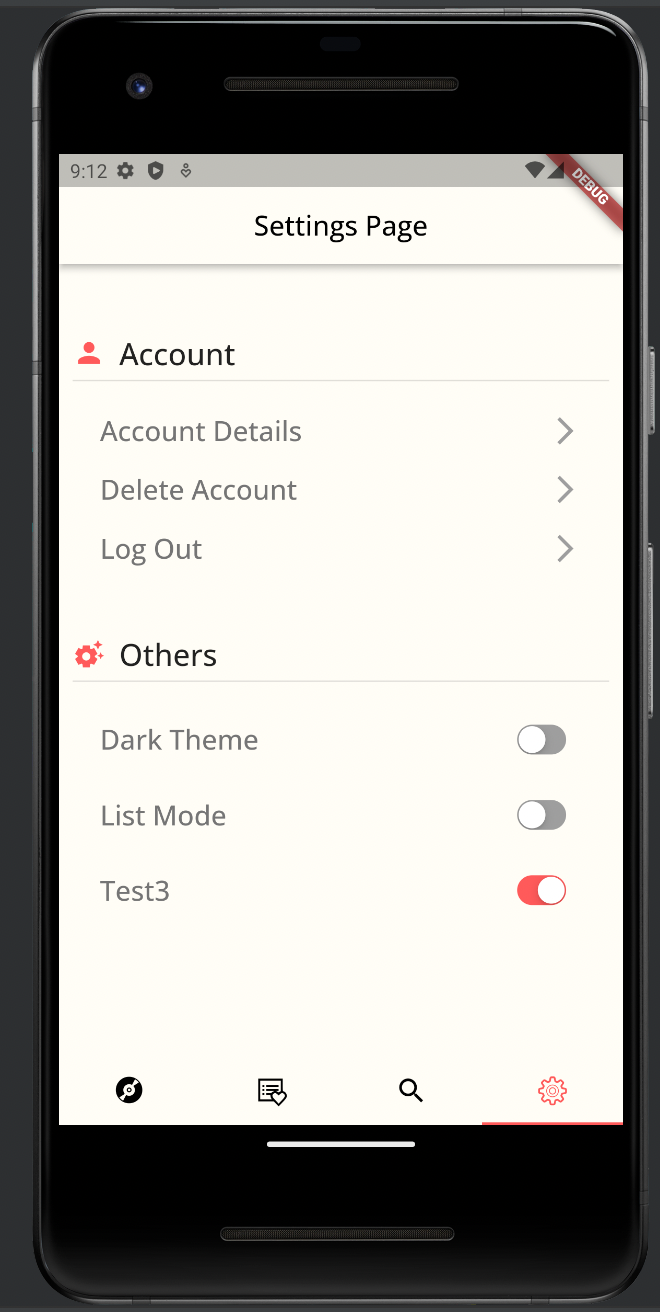 9:12
DEBUG
Settings Page
Account
Account Details
Delete Account
Log Out
Others
Dark Theme
List Mode
Test3